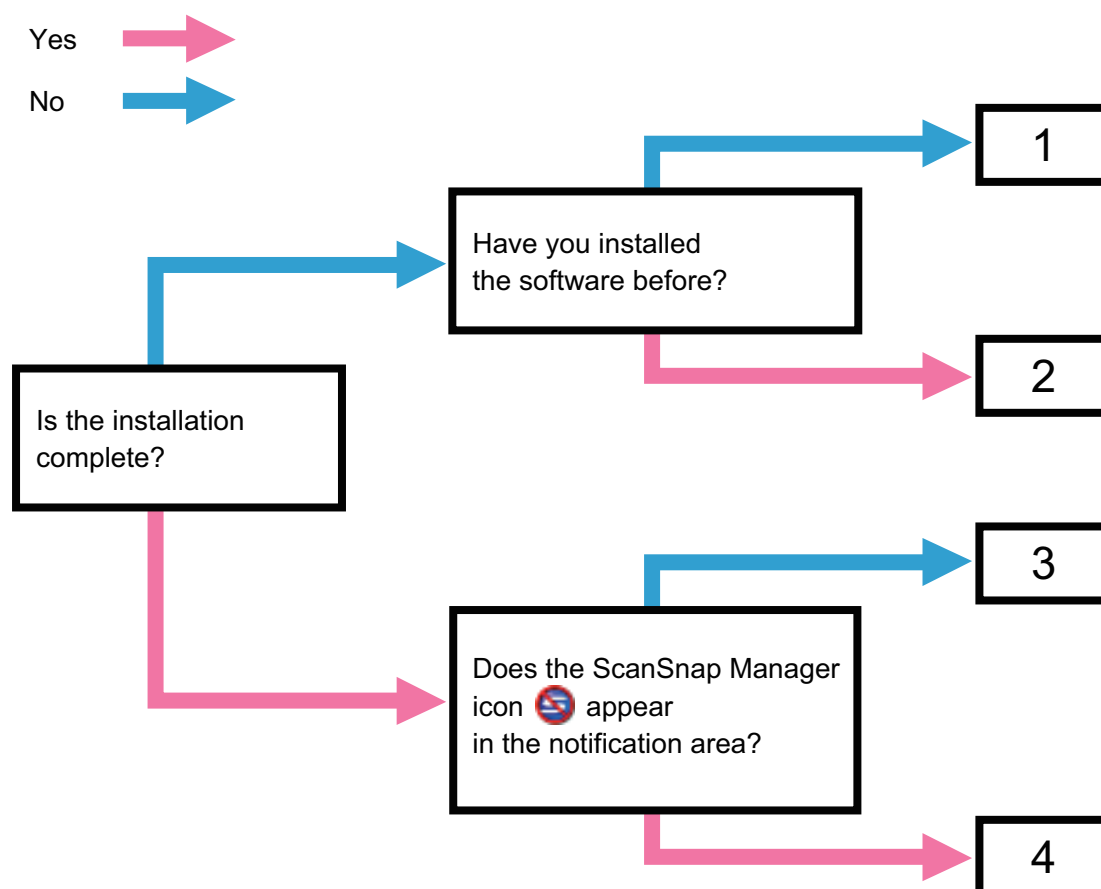 Yes
No
1
Have you installed
the software before?
2
Is the installation
complete?
3
Does the ScanSnap Manager
icon appear
in the notification area?
4